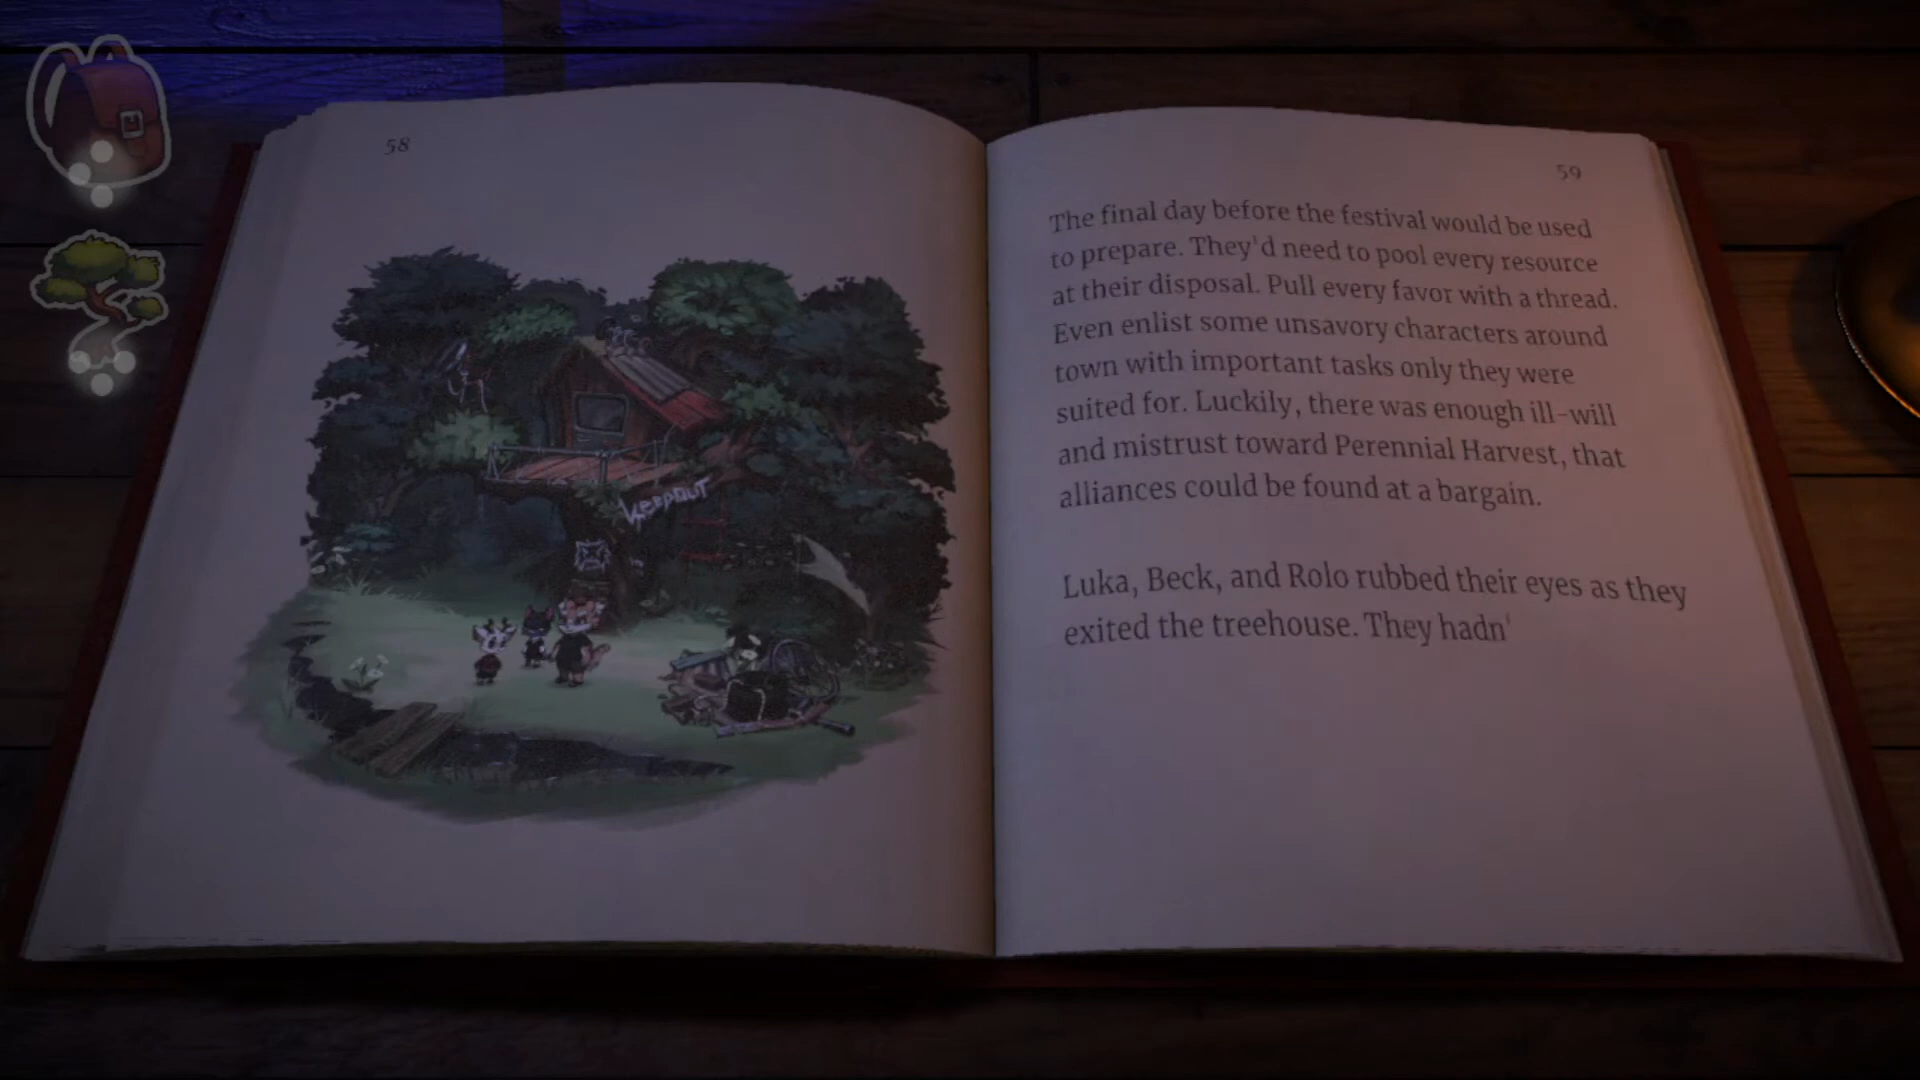 58
keepout
59
The final day before the festival would be used
to prepare. They'd need to pool every resource
at their disposal. Pull every favor with a thread.
Even enlist some unsavory characters around
town with important tasks only they were
suited for. Luckily, there was enough ill-will
and mistrust toward Perennial Harvest, that
alliances could be found at a bargain.
Luka, Beck, and Rolo rubbed their eyes as they
exited the treehouse. They hadn'